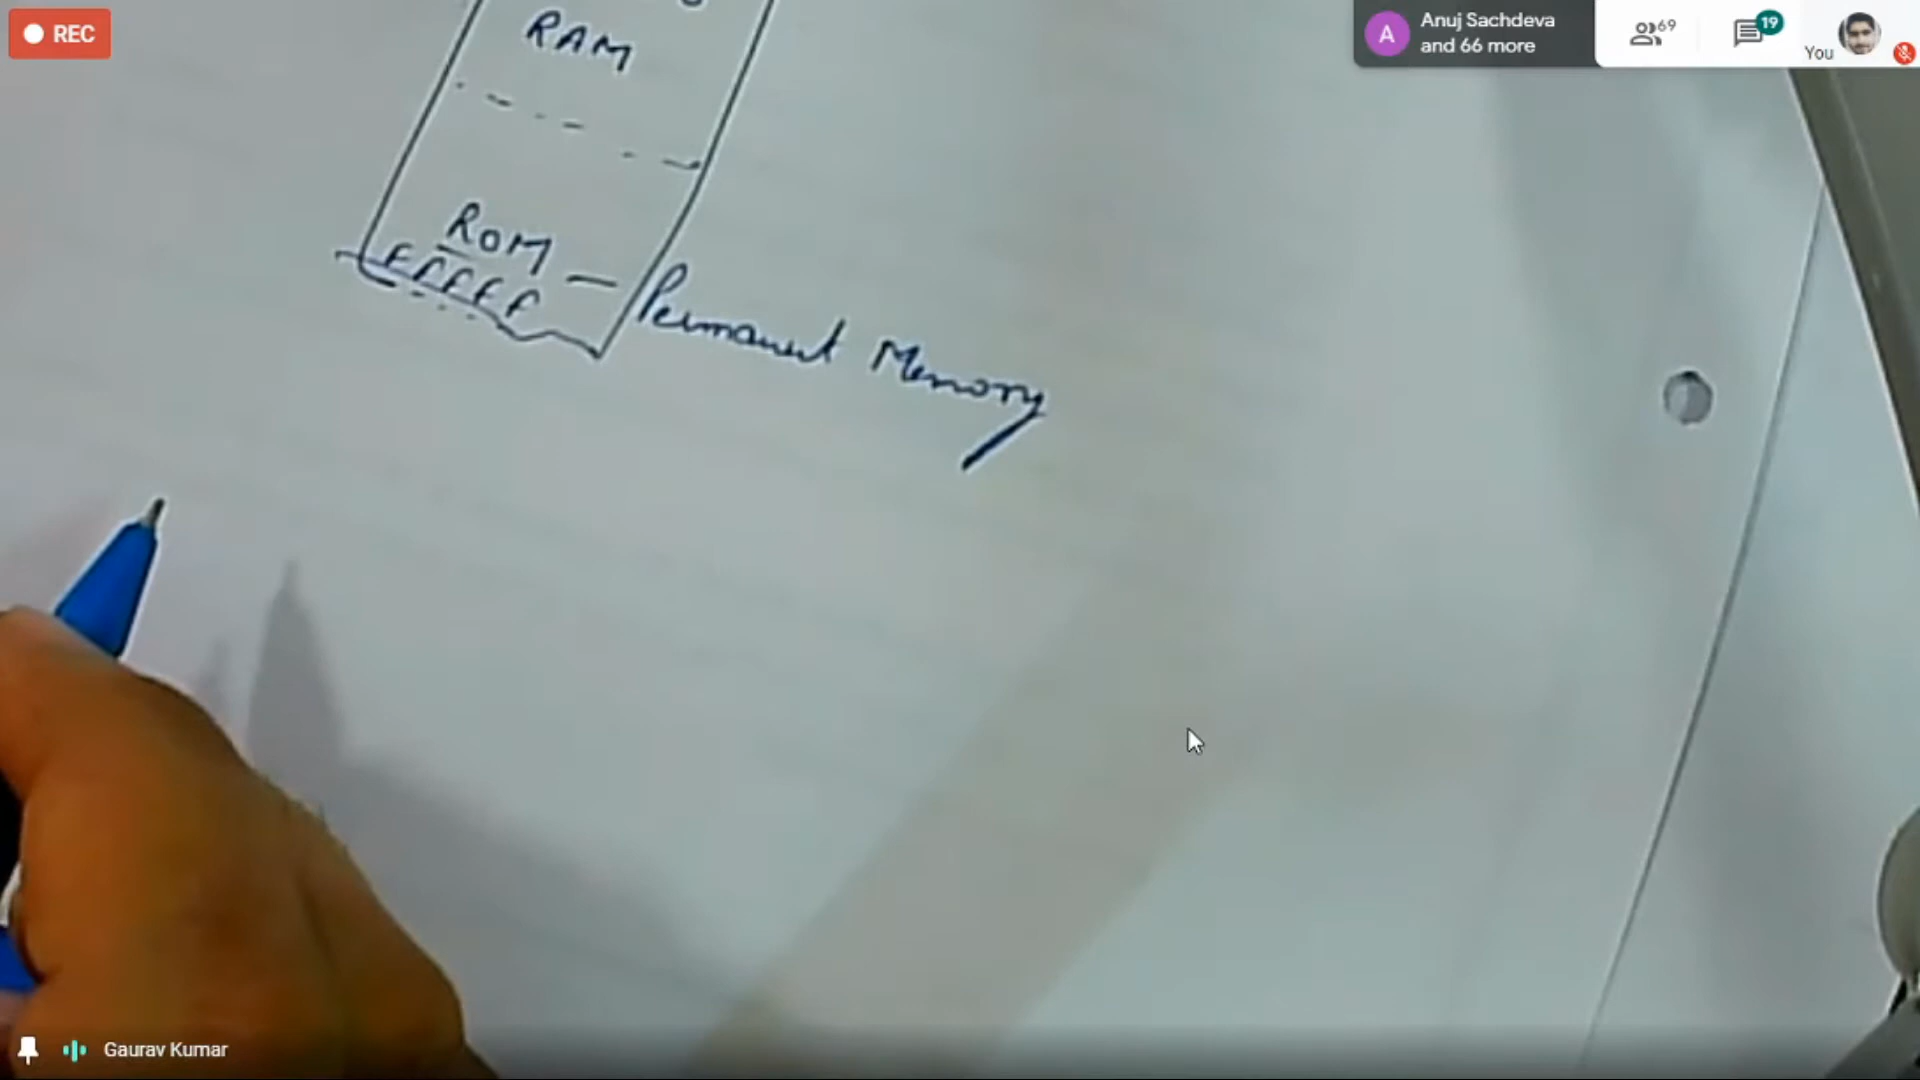 REC
Anuj Sachdeva
and 66 more
69
19
A
You
RAM
ROM
FFFFF
Permanent Memory
Gaurav Kumar